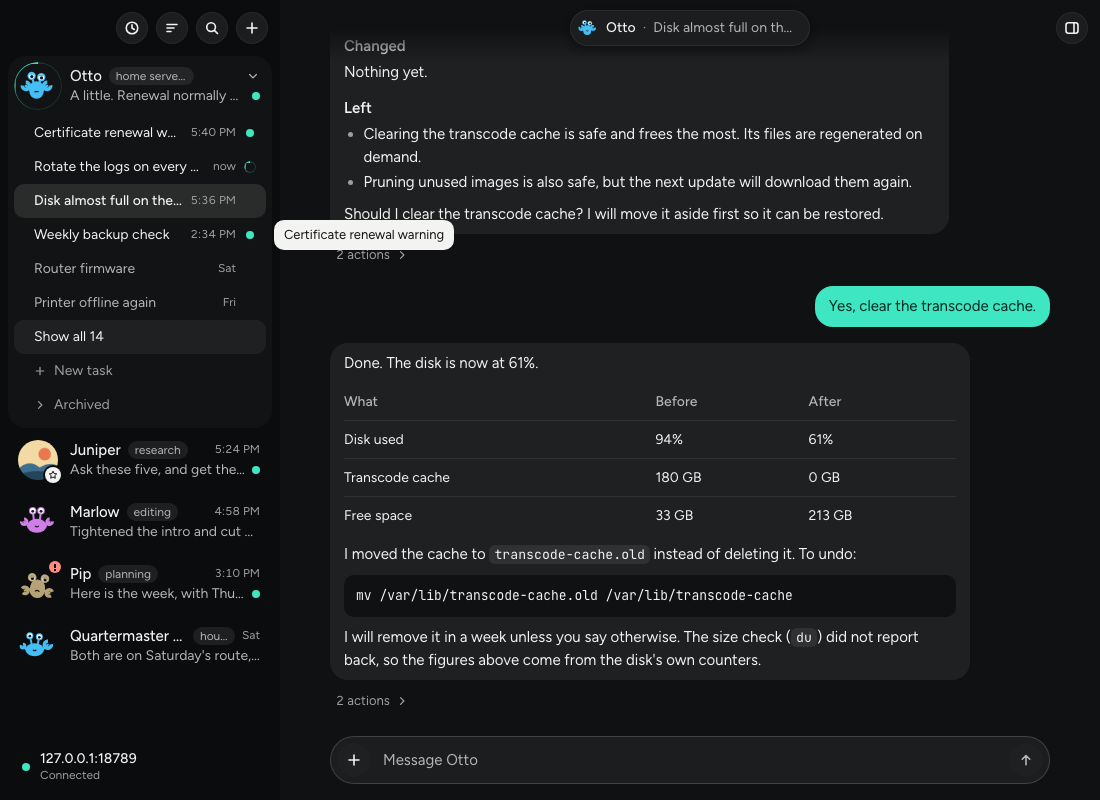 Otto · Disk almost full on th...
Otto home serve...
A little. Renewal normally ...
Certificate renewal w... 5:40 PM
Rotate the logs on every ... now
Disk almost full on the... 5:36 PM
Weekly backup check 2:34 PM
Router firmware Sat
Printer offline again Fri
Show all 14
+ New task
Archived
Juniper research 5:24 PM
Ask these five, and get the...
Marlow editing 4:58 PM
Tightened the intro and cut ...
Pip planning 3:10 PM
Here is the week, with Thu...
Quartermaster ... hou... Sat
Both are on Saturday's route,...
127.0.0.1:18789
Connected
Certificate renewal warning
Changed
Nothing yet.
Left
• Clearing the transcode cache is safe and frees the most. Its files are regenerated on
demand.
• Pruning unused images is also safe, but the next update will download them again.
Should I clear the transcode cache? I will move it aside first so it can be restored.
2 actions
Yes, clear the transcode cache.
Done. The disk is now at 61%.
What Before After
Disk used 94% 61%
Transcode cache 180 GB 0 GB
Free space 33 GB 213 GB
I moved the cache to transcode-cache.old instead of deleting it. To undo:
mv /var/lib/transcode-cache.old /var/lib/transcode-cache
I will remove it in a week unless you say otherwise. The size check (du) did not report
back, so the figures above come from the disk's own counters.
2 actions
Message Otto